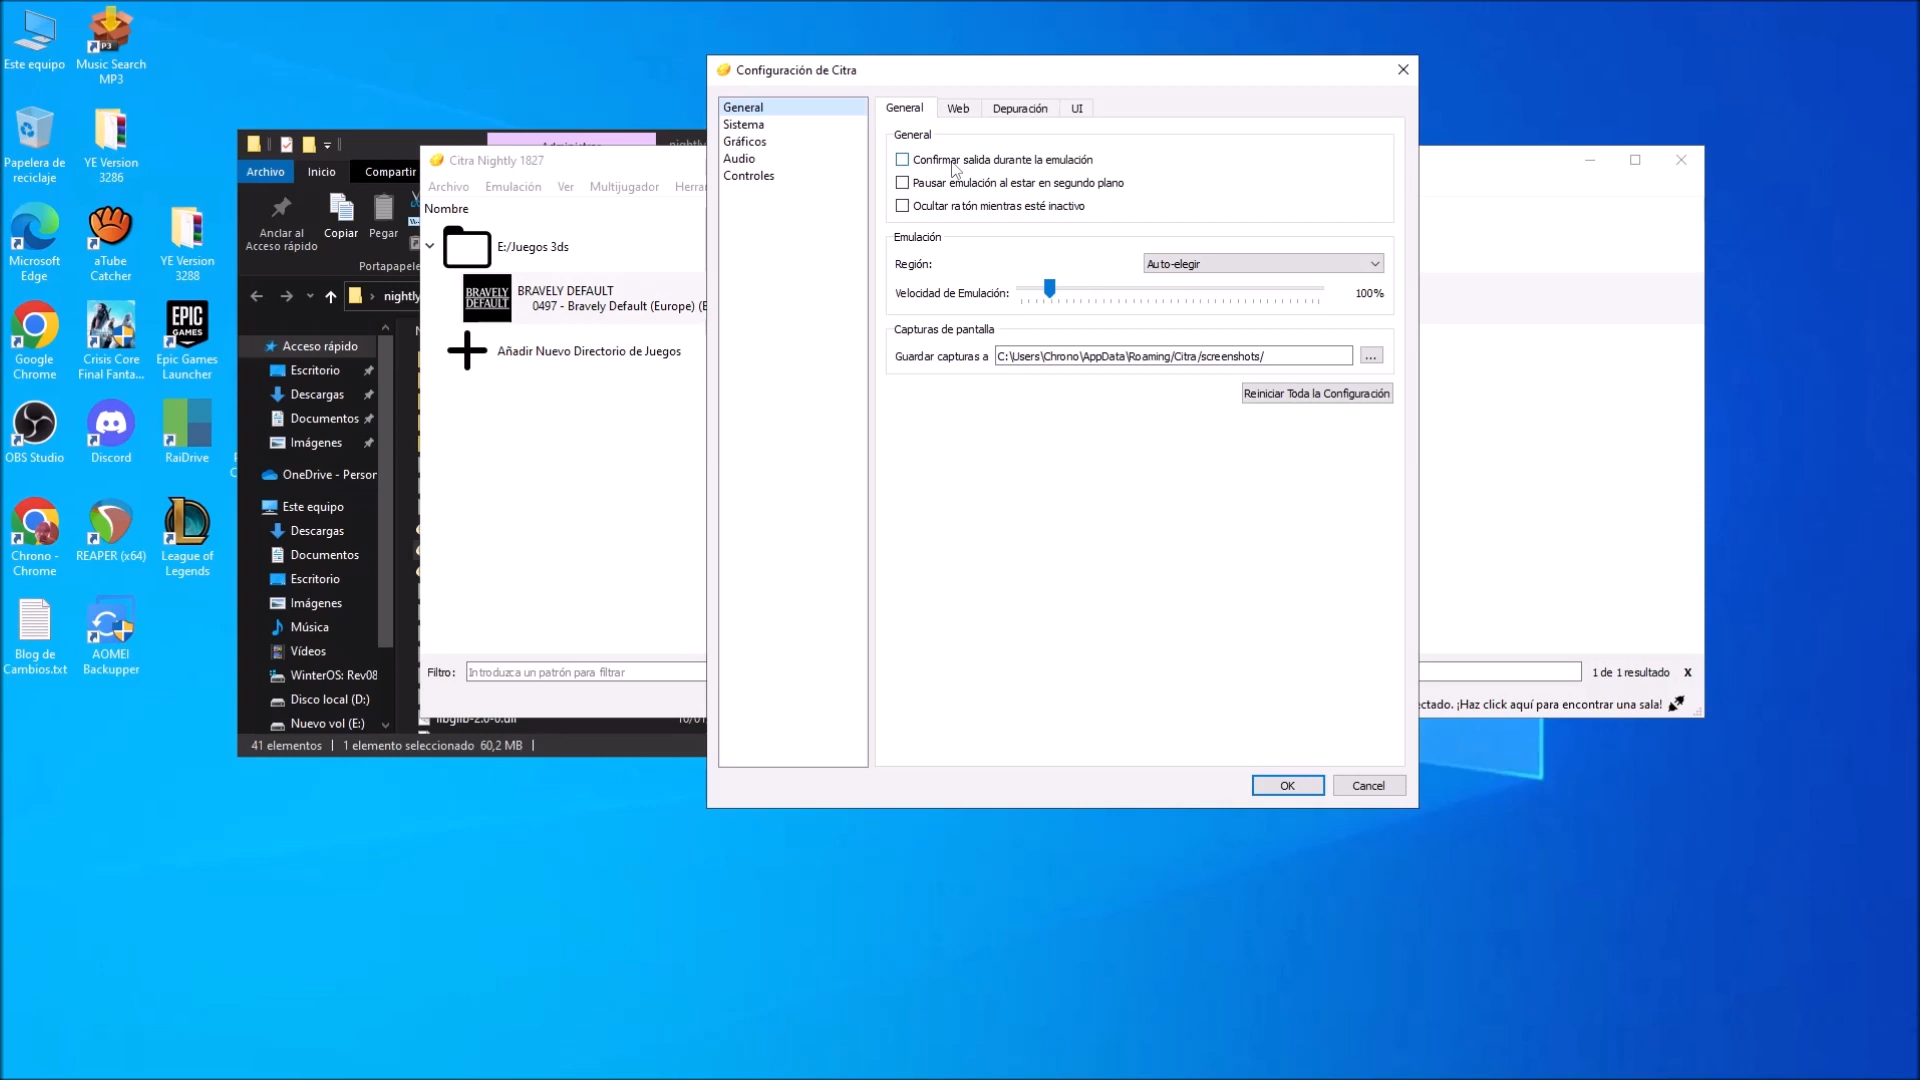 Este equipo
Music Search
MP3
Papelera de
reciclaje
YE Version
3286
Microsoft
Edge
aTube
Catcher
YE Version
3288
Google
Chrome
Crisis Core
Final Fanta...
Epic Games
Launcher
EPIC
GAMES
OBS Studio
Discord
RaiDrive
Chrono -
Chrome
REAPER (x64)
League of
Legends
Blog de
Cambios.txt
AOMEI
Backupper
Archivo
Inicio
Compartir
Anclar al
Acceso rápido
Copiar
Pegar
nightly
Acceso rápido
Escritorio
Descargas
Documentos
Imágenes
OneDrive - Person
Este equipo
Descargas
Documentos
Escritorio
Imágenes
Música
Vídeos
WinterOS: Rev08
Disco local (D:)
Nuevo vol (E:)
41 elementos
1 elemento seleccionado 60,2 MB
Citra Nightly 1827
Archivo
Emulación
Ver
Multijugador
Nombre
E:/Juegos 3ds
BRAVELY
DEFAULT
BRAVELY DEFAULT
0497 - Bravely Default (Europe) (E
Añadir Nuevo Directorio de Juegos
Filtro:
Introduzca un patrón para filtrar
libglib-2.0-0.dll
1 de 1 resultado
X
ctado. ¡Haz click aquí para encontrar una sala!
Configuración de Citra
General
Sistema
Gráficos
Audio
Controles
General
Web
Depuración
UI
General
Confirmar salida durante la emulación
Pausar emulación al estar en segundo plano
Ocultar ratón mientras esté inactivo
Emulación
Región:
Auto-elegir
Velocidad de Emulación:
100%
Capturas de pantalla
Guardar capturas a
C:\Users\Chrono\AppData\Roaming/Citra/screenshots/
...
Reiniciar Toda la Configuración
OK
Cancel